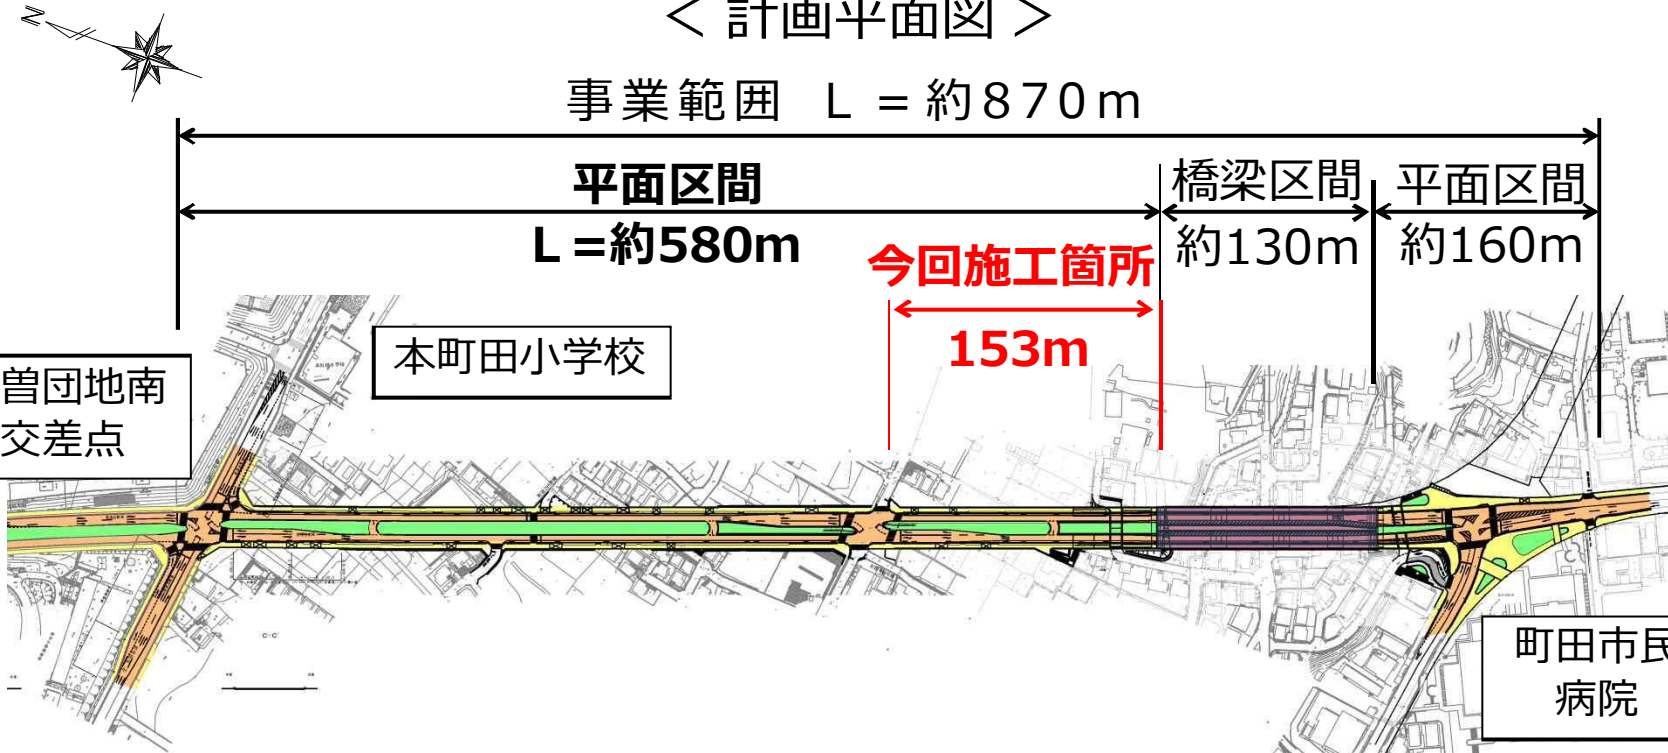 ＜計画平面図＞
事業範囲 L＝約870m
平面区間
L=約580m
橋梁区間
約130m
平面区間
約160m
今回施工箇所
153m
曽団地南
交差点
本町田小学校
町田市民
病院
N